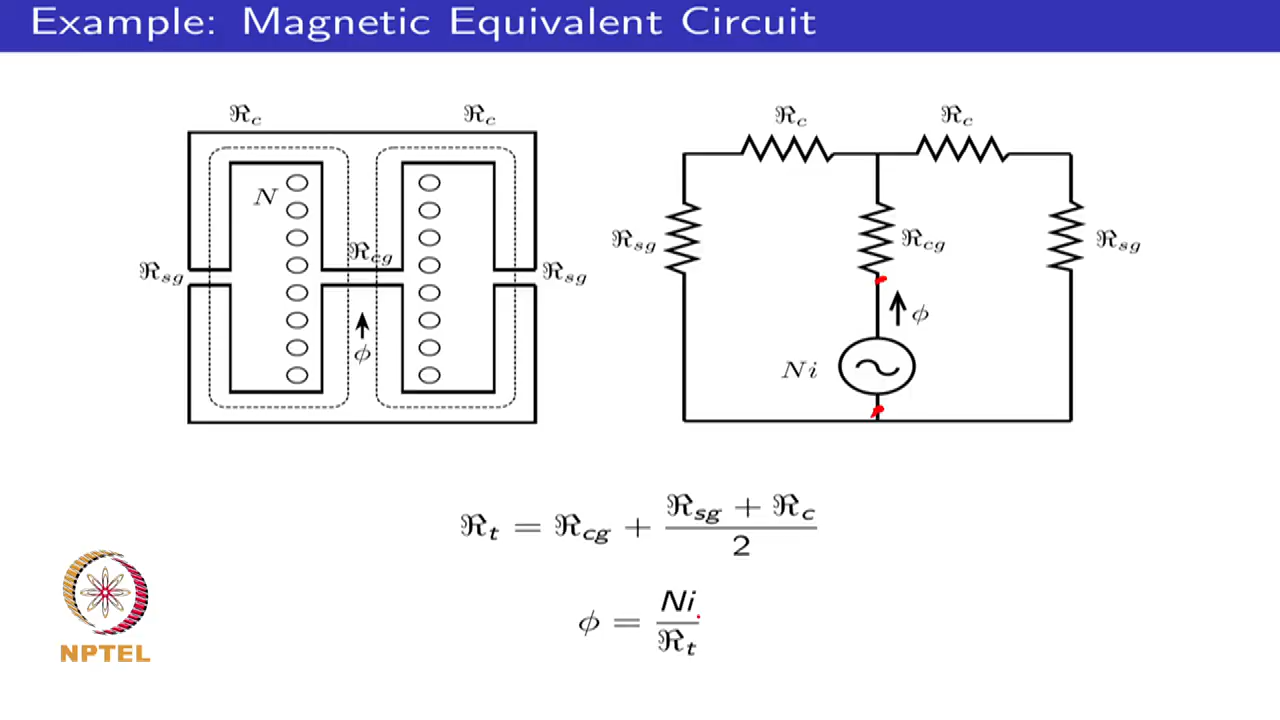 Example: Magnetic Equivalent Circuit
ℜc ℜc
N
ℜcg
ℜsg ℜsg
ϕ
ℜc ℜc
ℜsg ℜcg ℜsg
ϕ
Ni
ℜt = ℜcg + (ℜsg + ℜc)/2
ϕ = Ni/ℜt
NPTEL